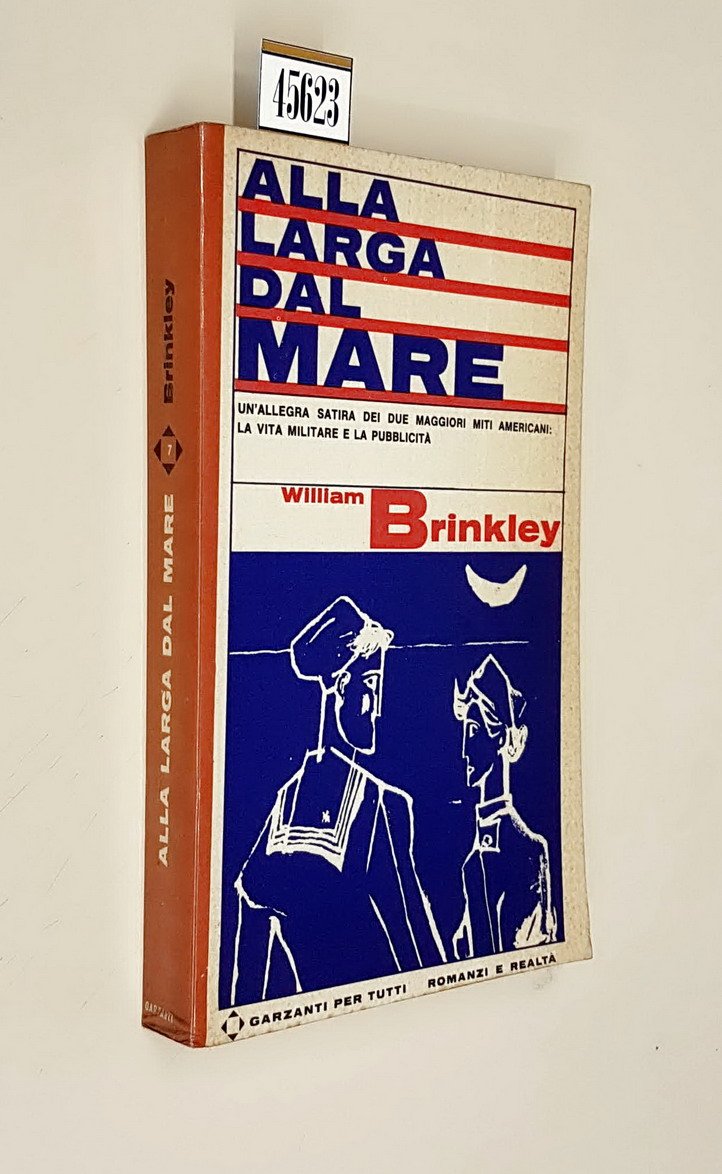 45623
ALLA
LARGA
DAL
MARE
UN'ALLEGRA SATIRA DEI DUE MAGGIORI MITI AMERICANI:
LA VITA MILITARE E LA PUBBLICITÀ
William
Brinkley
GARZANTI PER TUTTI ROMANZI E REALTÀ
ALLA LARGA DAL MARE 7 Brinkley
GARZANTI